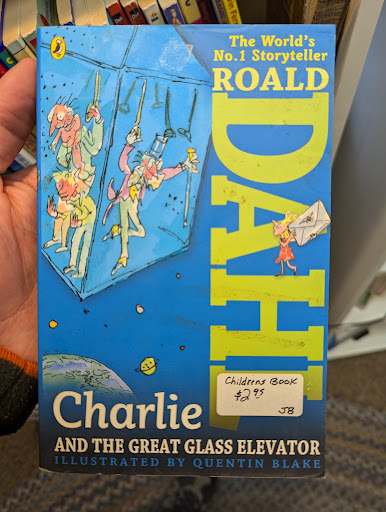 The World's
No.1 Storyteller
ROALD
DAHL
Childrens Book
$2.95
JB
Charlie
AND THE GREAT GLASS ELEVATOR
ILLUSTRATED BY QUENTIN BLAKE